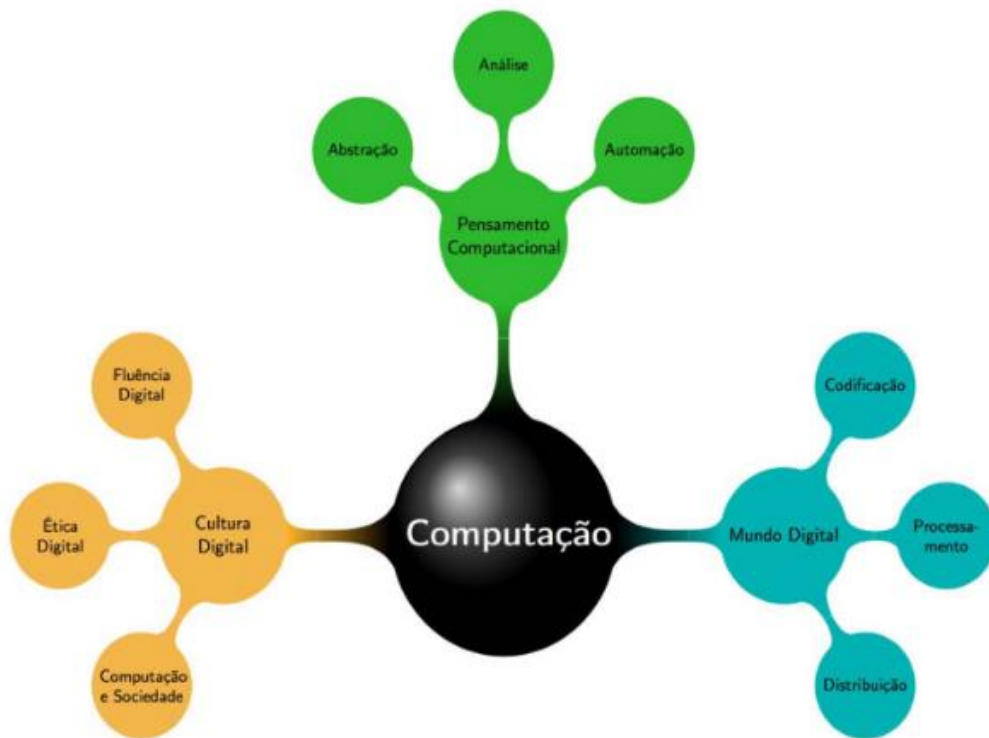 Análise
Abstração
Automação
Pensamento
Computacional
Fluência
Digital
Ética
Digital
Cultura
Digital
Computação
e Sociedade
Computação
Mundo Digital
Codificação
Processa-
mento
Distribuição